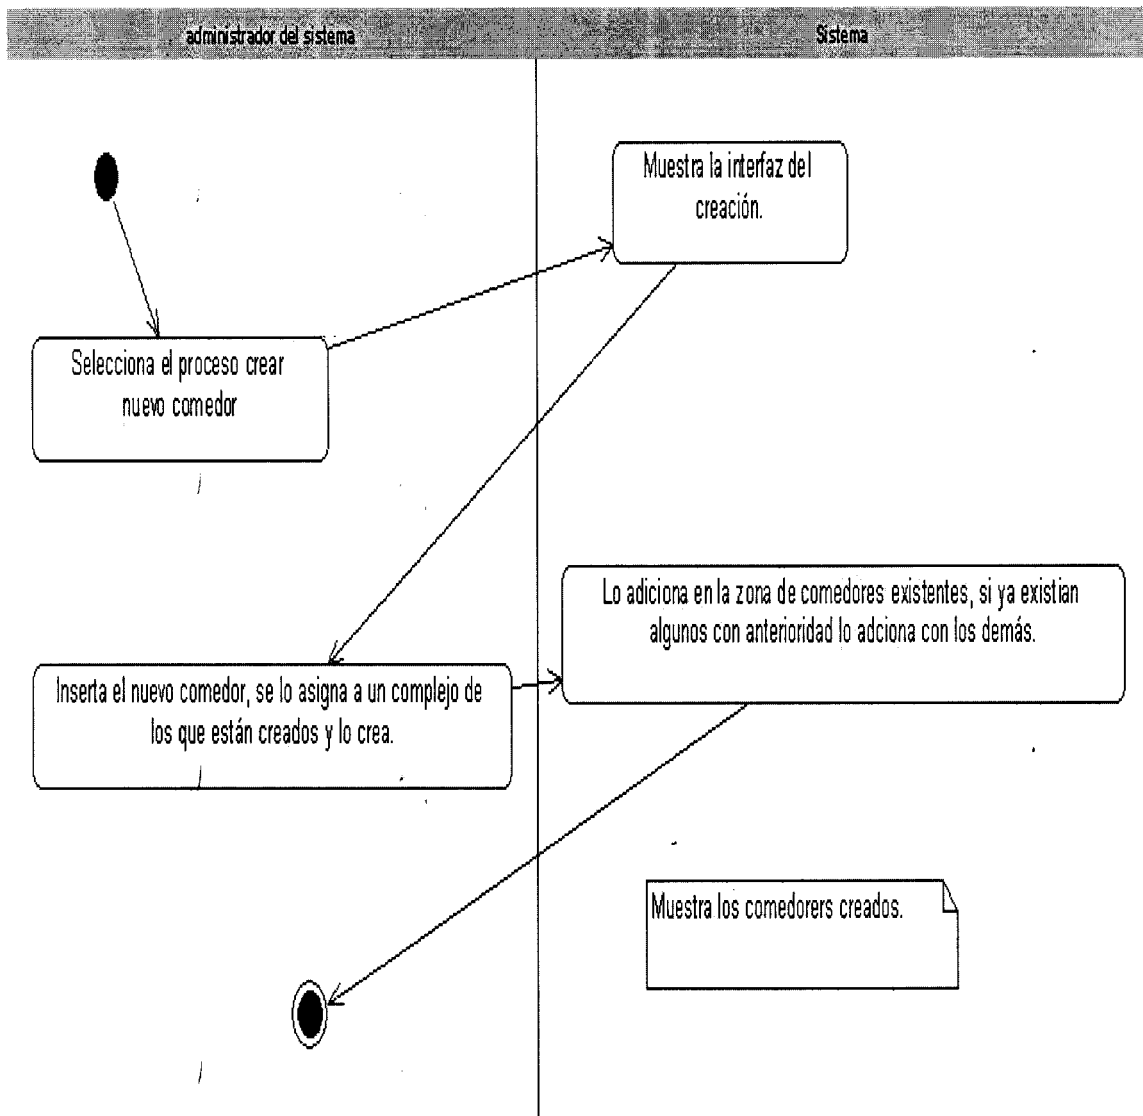 administrador del sistema
Sistema
Muestra la interfaz del
creación.
Selecciona el proceso crear
nuevo comedor
Lo adiciona en la zona de comedores existentes, si ya existian
algunos con anterioridad lo adciona con los demás.
Inserta el nuevo comedor, se lo asigna a un complejo de
los que están creados y lo crea.
Muestra los comedorers creados.